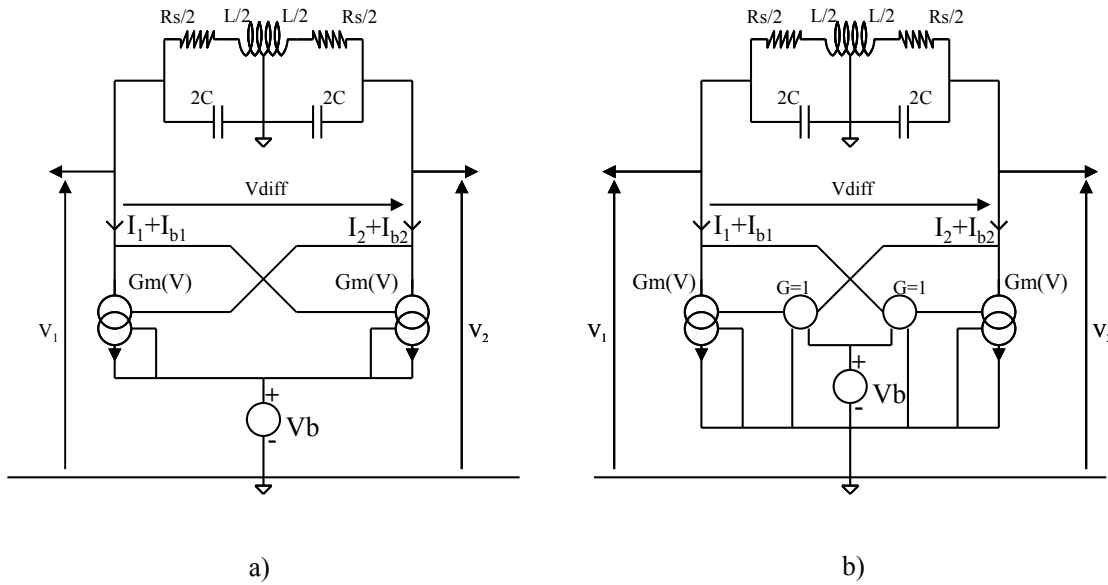 Rs/2 L/2 L/2 Rs/2
2C 2C
Vdiff
I1+Ib1 I2+Ib2
Gm(V) Gm(V)
V1 V2
+
Vb
-
a)
Rs/2 L/2 L/2 Rs/2
2C 2C
Vdiff
I1+Ib1 I2+Ib2
Gm(V) G=1 G=1 Gm(V)
V1 V2
+
Vb
-
b)